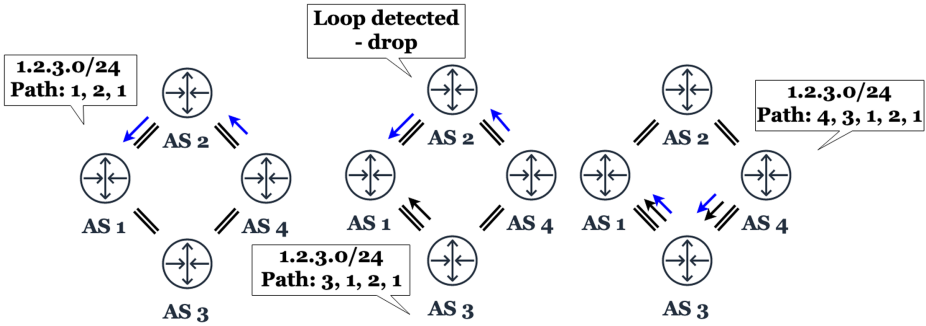 1.2.3.0/24
Path: 1, 2, 1
AS 2
AS 1
AS 4
AS 3
Loop detected
- drop
AS 2
AS 1
AS 4
1.2.3.0/24
Path: 3, 1, 2, 1
AS 3
1.2.3.0/24
Path: 4, 3, 1, 2, 1
AS 2
AS 1
AS 4
AS 3